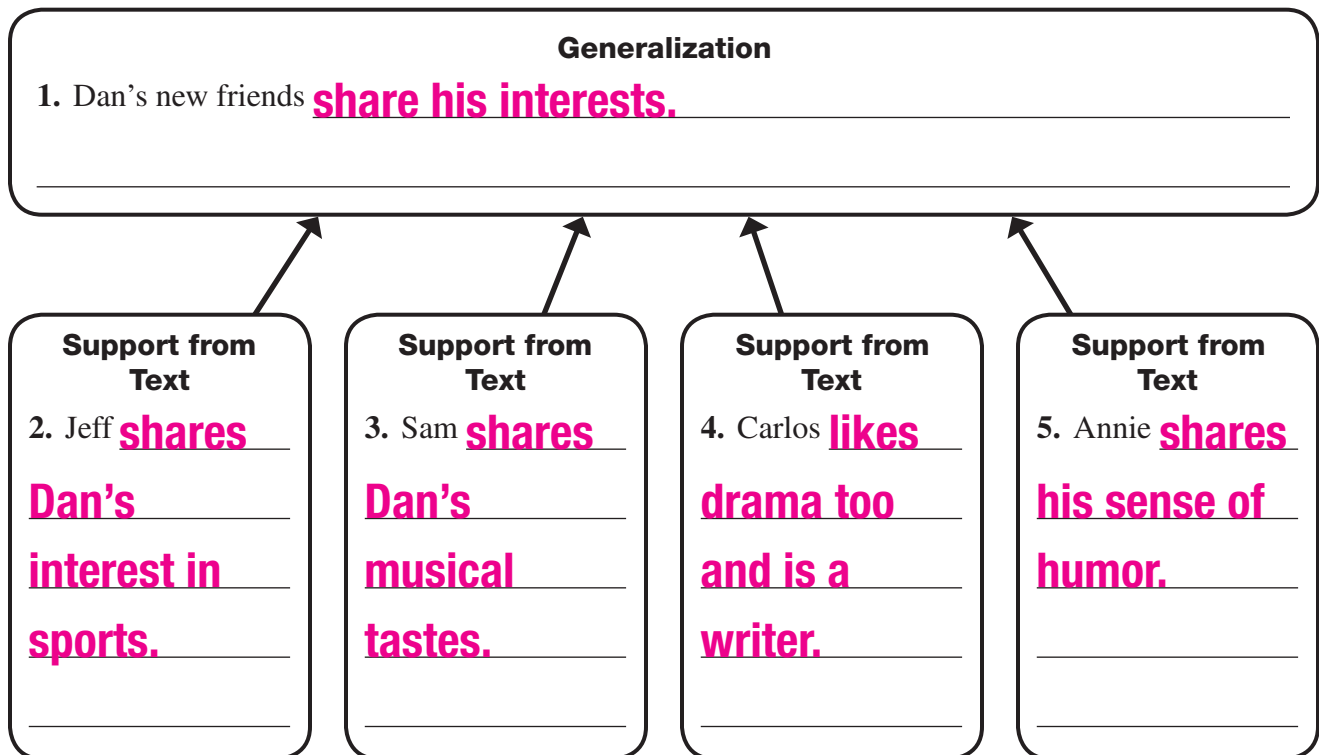 Generalization
1. Dan’s new friends share his interests.
Support from
Text
2. Jeff shares
Dan’s
interest in
sports.
Support from
Text
3. Sam shares
Dan’s
musical
tastes.
Support from
Text
4. Carlos likes
drama too
and is a
writer.
Support from
Text
5. Annie shares
his sense of
humor.